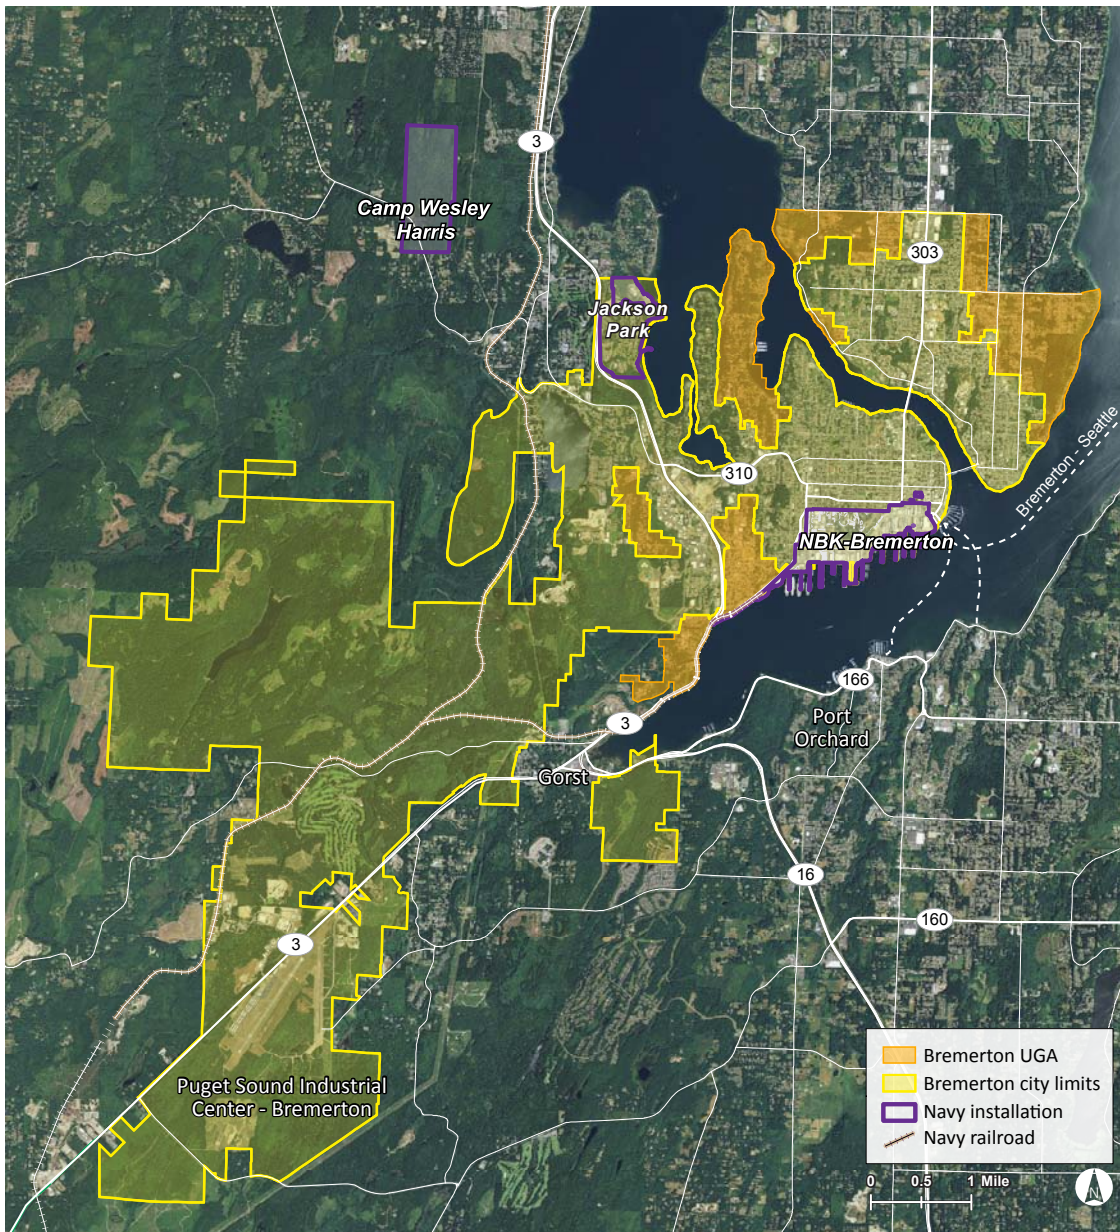 3
Camp Wesley
Harris
303
Jackson
Park
Bremerton - Seattle
310
NBK-Bremerton
166
3
Port
Orchard
Gorst
16
160
3
Puget Sound Industrial
Center - Bremerton
Bremerton UGA
Bremerton city limits
Navy installation
Navy railroad
0 0.5 1 Mile
N